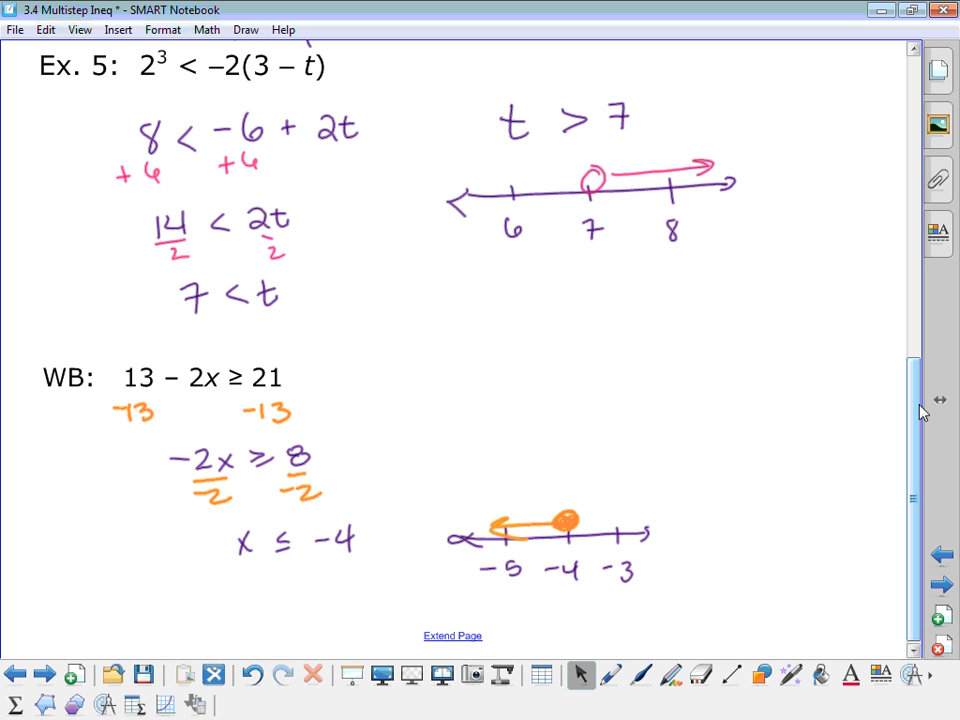 3.4 Multistep Ineq * - SMART Notebook
File Edit View Insert Format Math Draw Help
Ex. 5: 2³ < –2(3 – t)
8 < -6 + 2t
+6 +6
14 < 2t
2 2
7 < t
t > 7
6 7 8
WB: 13 – 2x ≥ 21
-13 -13
-2x ≥ 8
-2 -2
x ≤ -4
-5 -4 -3
Extend Page